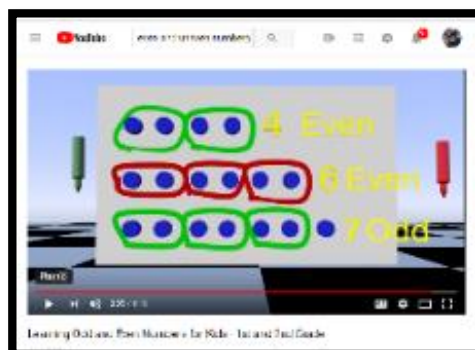 YouTube
4 Even
6 Even
7 Odd
Learning Odd and Even Numbers for Kids - 1st and 2nd Grade